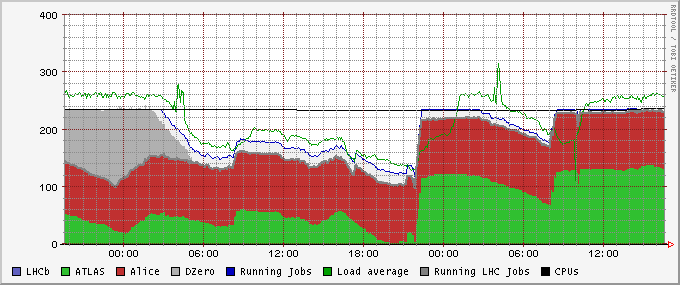 400
300
200
100
0
00:00 06:00 12:00 18:00 00:00 06:00 12:00
LHCb ATLAS Alice DZero Running Jobs Load average Running LHC Jobs CPUs
RRDTOOL / TOBI OETIKER